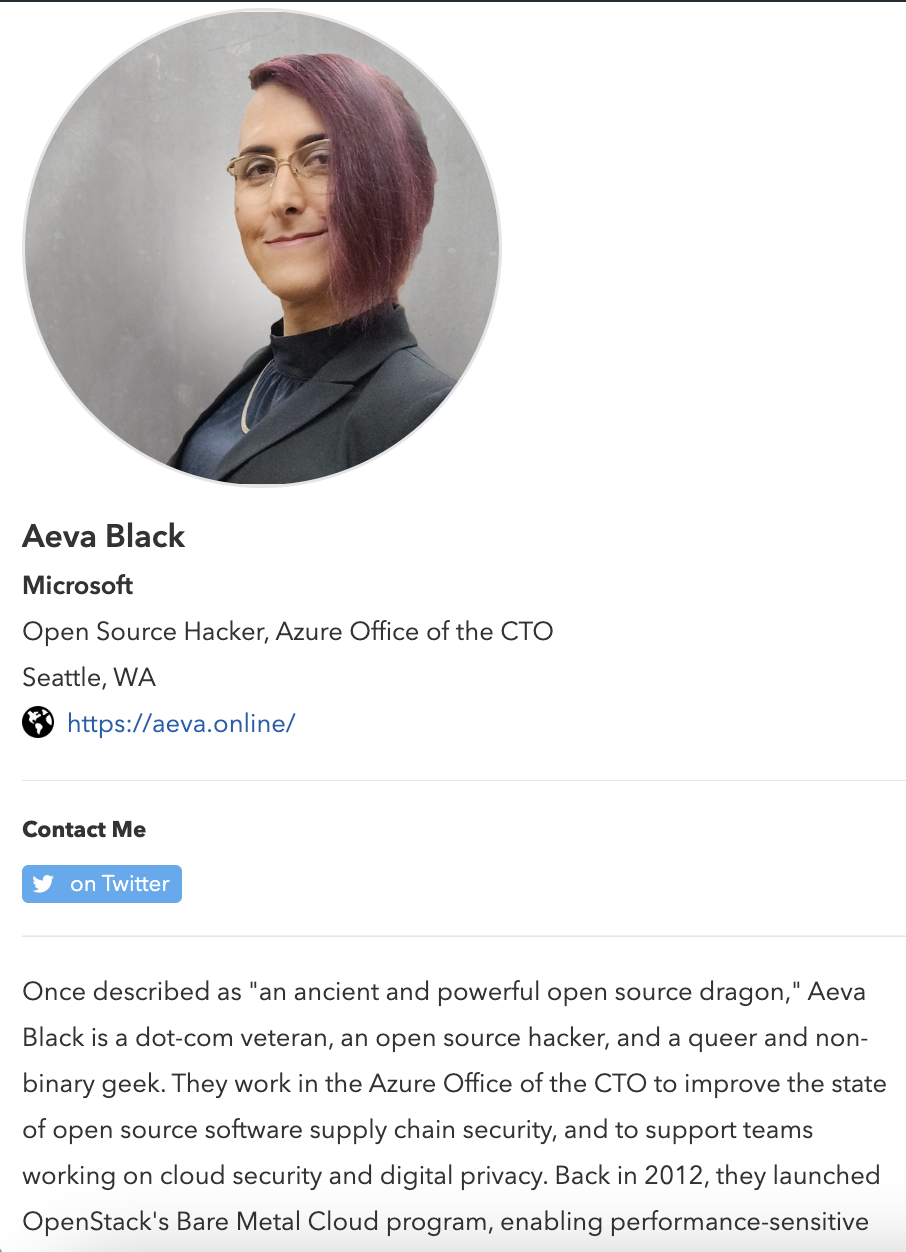 Aeva Black
Microsoft
Open Source Hacker, Azure Office of the CTO
Seattle, WA
https://aeva.online/
Contact Me
on Twitter
Once described as "an ancient and powerful open source dragon," Aeva
Black is a dot-com veteran, an open source hacker, and a queer and non-
binary geek. They work in the Azure Office of the CTO to improve the state
of open source software supply chain security, and to support teams
working on cloud security and digital privacy. Back in 2012, they launched
OpenStack's Bare Metal Cloud program, enabling performance-sensitive